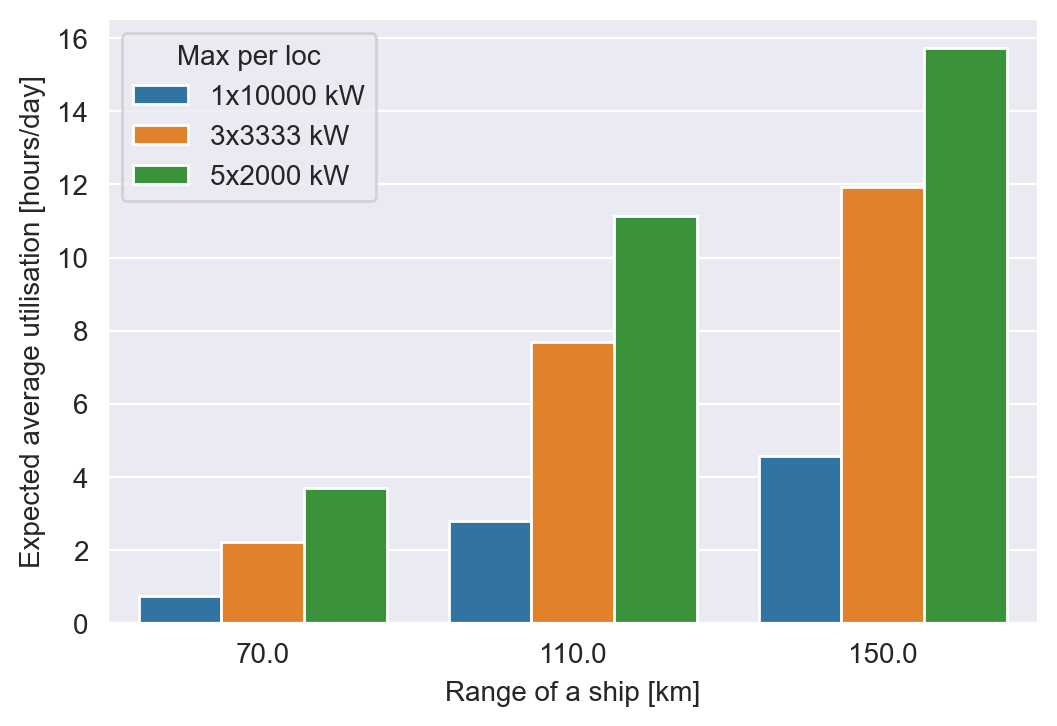 Max per loc
1x10000 kW
3x3333 kW
5x2000 kW
Expected average utilisation [hours/day]
16
14
12
10
8
6
4
2
0
70.0
110.0
150.0
Range of a ship [km]